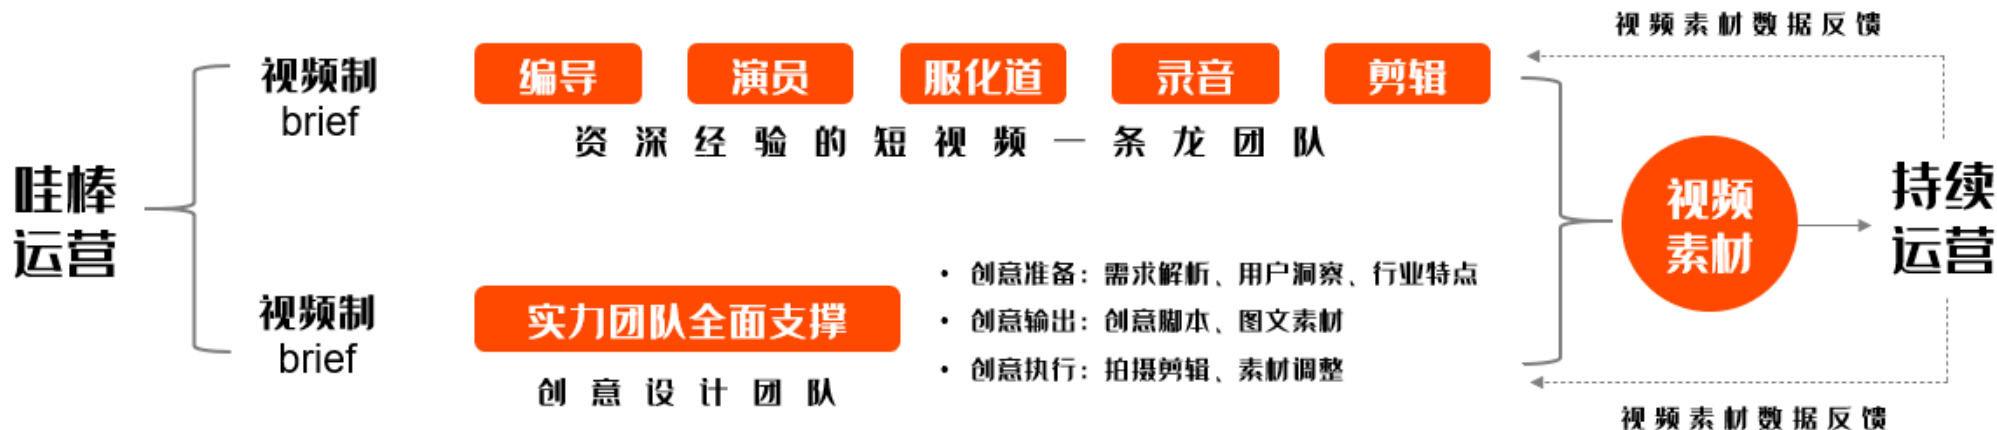 哇棒
运营
视频制
brief
编导
演员
服化道
录音
剪辑
资深经验的短视频一条龙团队
视频制
brief
实力团队全面支撑
创意设计团队
• 创意准备：需求解析、用户洞察、行业特点
• 创意输出：创意脚本、图文素材
• 创意执行：拍摄剪辑、素材调整
视频素材数据反馈
视频
素材
持续
运营
视频素材数据反馈